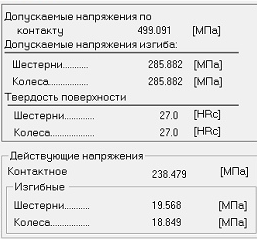 Допускаемые напряжения по
контакту 499.091 [МПа]
Допускаемые напряжения изгиба:
Шестерни........... 285.882 [МПа]
Колеса................. 285.882 [МПа]
Твердость поверхности
Шестерни............ 27.0 [HRc]
Колеса................. 27.0 [HRc]
Действующие напряжения
Контактное 238.479 [МПа]
Изгибные
Шестерни........... 19.568 [МПа]
Колеса............... 18.849 [МПа]